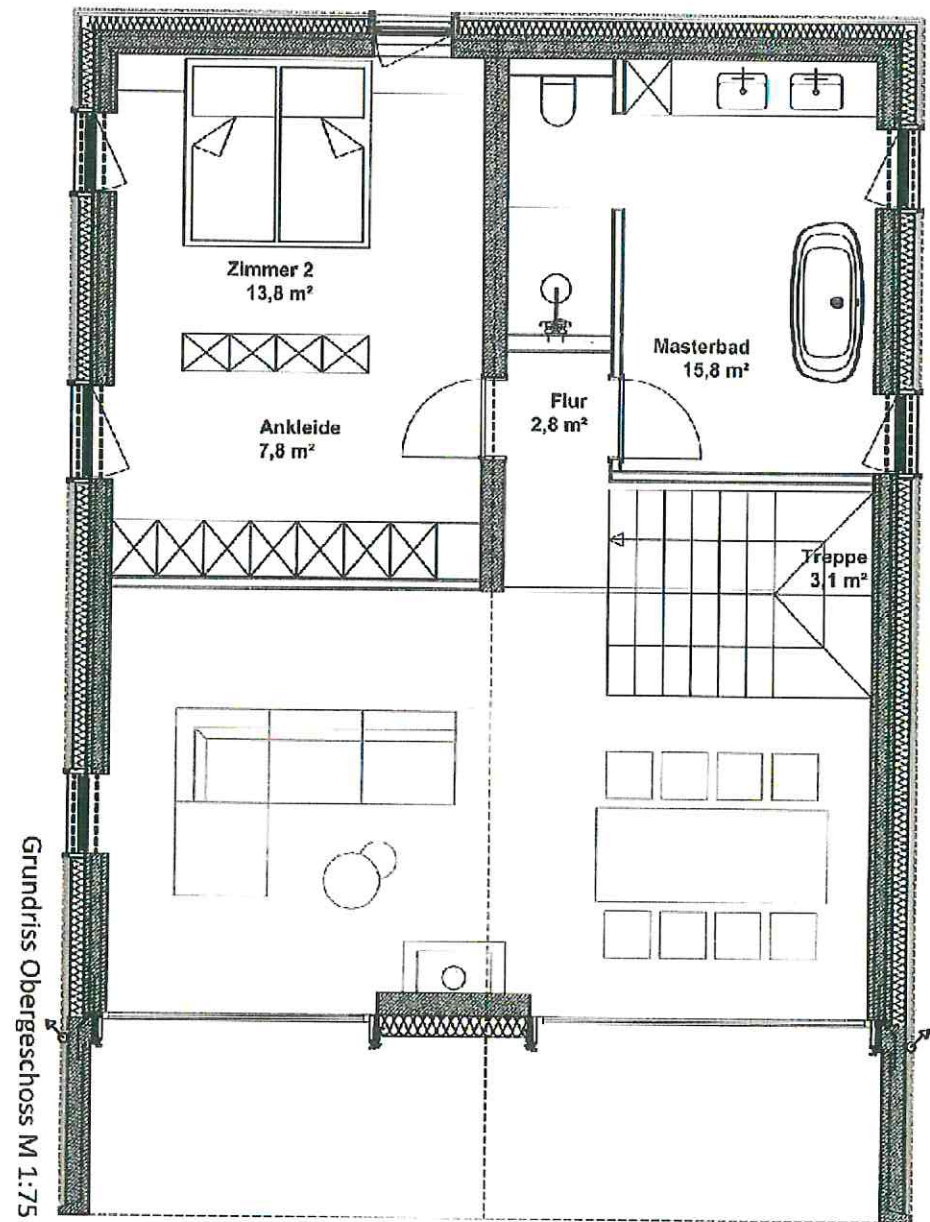 Zimmer 2
13,8 m²
Masterbad
15,8 m²
Flur
2,8 m²
Ankleide
7,8 m²
Treppe
3,1 m²
Grundriss Obergeschoss M 1:75